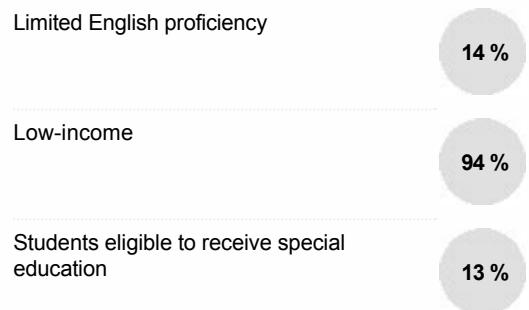 Limited English proficiency
14 %
Low-income
94 %
Students eligible to receive special
education
13 %